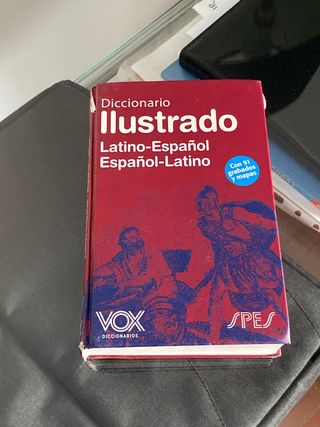 Diccionario
Ilustrado
Latino-Español
Español-Latino
Con 91
grabados
y mapas
VOX
DICCIONARIOS
SPES